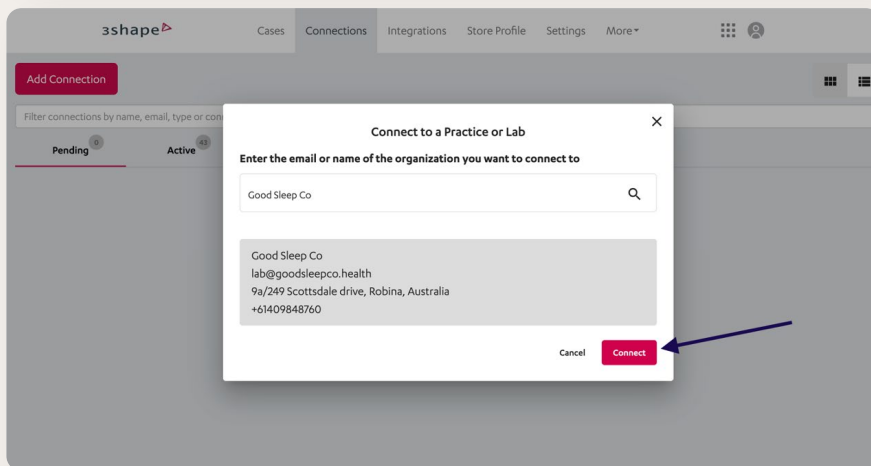 3shape
Cases Connections Integrations Store Profile Settings More
Add Connection
Filter connections by name, email, type or con
Pending 0 Active 43
Connect to a Practice or Lab
Enter the email or name of the organization you want to connect to
Good Sleep Co
Good Sleep Co
lab@goodsleepco.health
9a/249 Scottsdale drive, Robina, Australia
+61409848760
Cancel Connect